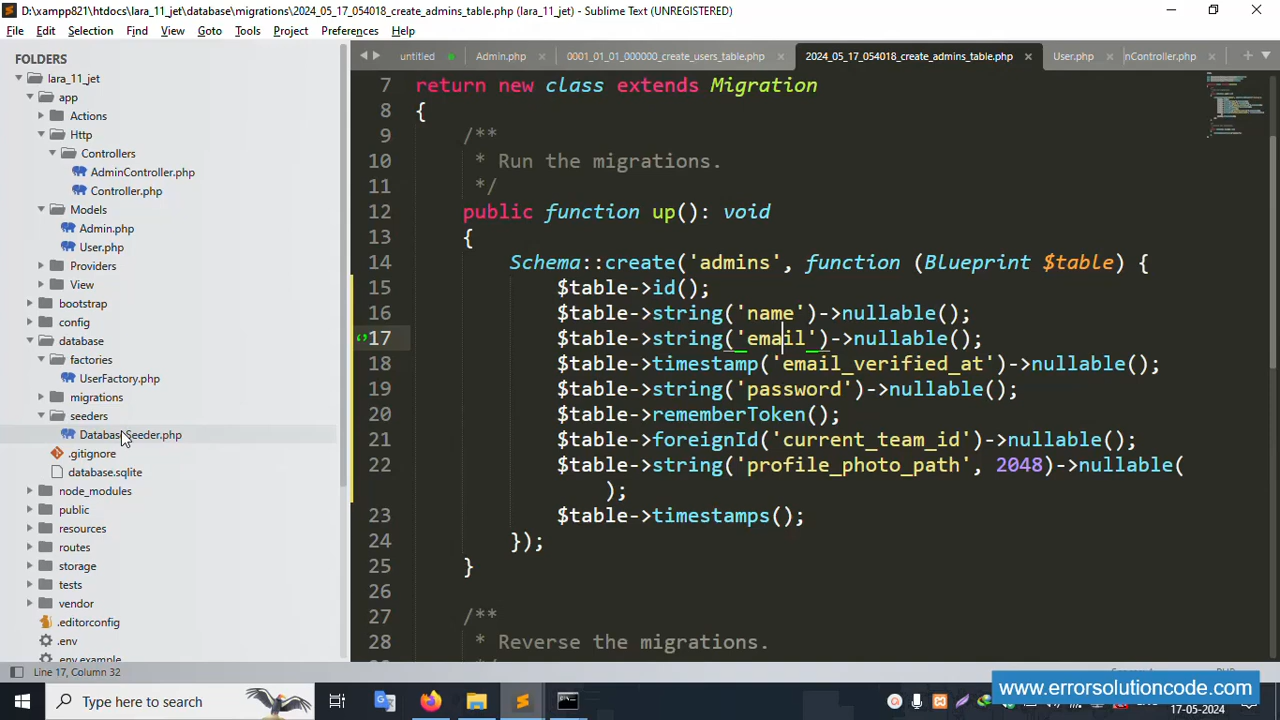 D:\xampp821\htdocs\lara_11_jet\database\migrations\2024_05_17_054018_create_admins_table.php (lara_11_jet) - Sublime Text (UNREGISTERED)
File Edit Selection Find View Goto Tools Project Preferences Help
FOLDERS
lara_11_jet
app
Actions
Http
Controllers
AdminController.php
Controller.php
Models
Admin.php
User.php
Providers
View
bootstrap
config
database
factories
UserFactory.php
migrations
seeders
DatabaseSeeder.php
.gitignore
database.sqlite
node_modules
public
resources
routes
storage
tests
vendor
.editorconfig
.env
.env.example
untitled Admin.php 0001_01_01_000000_create_users_table.php 2024_05_17_054018_create_admins_table.php User.php nController.php
7 return new class extends Migration
8 {
9 /**
10 * Run the migrations.
11 */
12 public function up(): void
13 {
14 Schema::create('admins', function (Blueprint $table) {
15 $table->id();
16 $table->string('name')->nullable();
17 $table->string('email')->nullable();
18 $table->timestamp('email_verified_at')->nullable();
19 $table->string('password')->nullable();
20 $table->rememberToken();
21 $table->foreignId('current_team_id')->nullable();
22 $table->string('profile_photo_path', 2048)->nullable(
);
23 $table->timestamps();
24 });
25 }
26
27 /**
28 * Reverse the migrations.
Line 17, Column 32
Type here to search
www.errorsolutioncode.com
17-05-2024